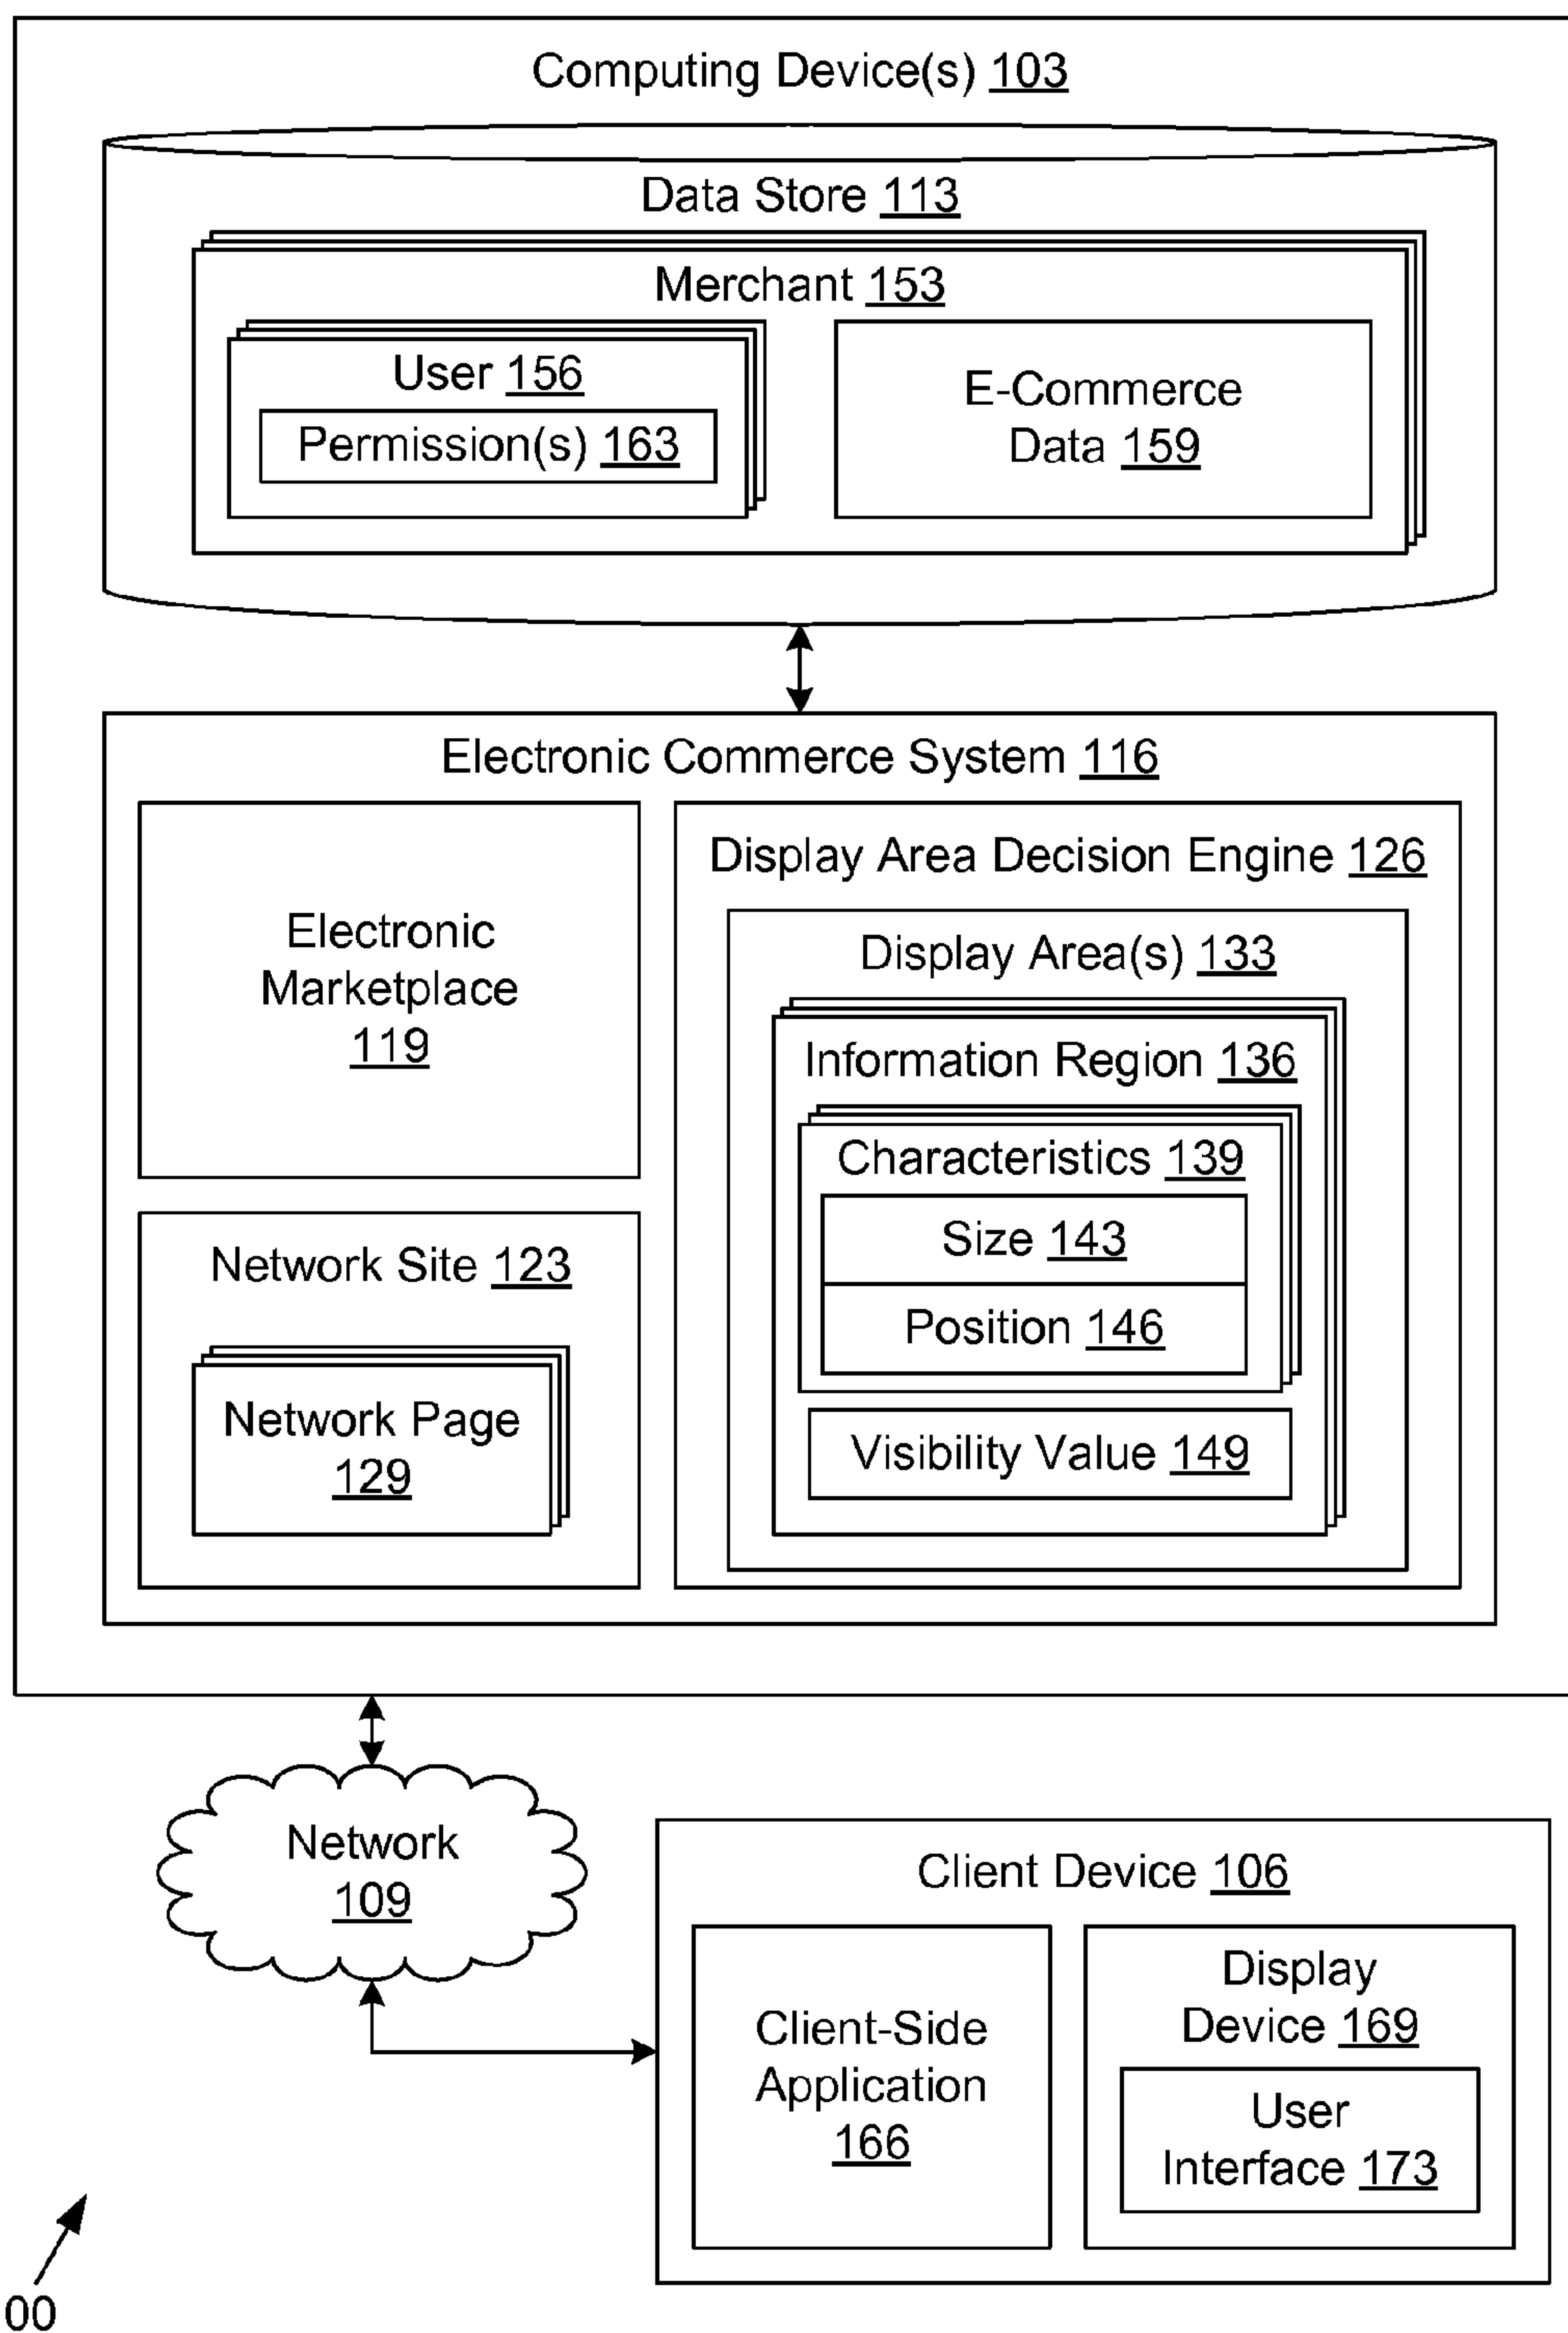 Computing Device(s) 103
Data Store 113
Merchant 153
User 156
Permission(s) 163
E-Commerce
Data 159
Electronic Commerce System 116
Electronic
Marketplace
119
Network Site 123
Network Page
129
Display Area Decision Engine 126
Display Area(s) 133
Information Region 136
Characteristics 139
Size 143
Position 146
Visibility Value 149
Network
109
Client Device 106
Client-Side
Application
166
Display
Device 169
User
Interface 173
00